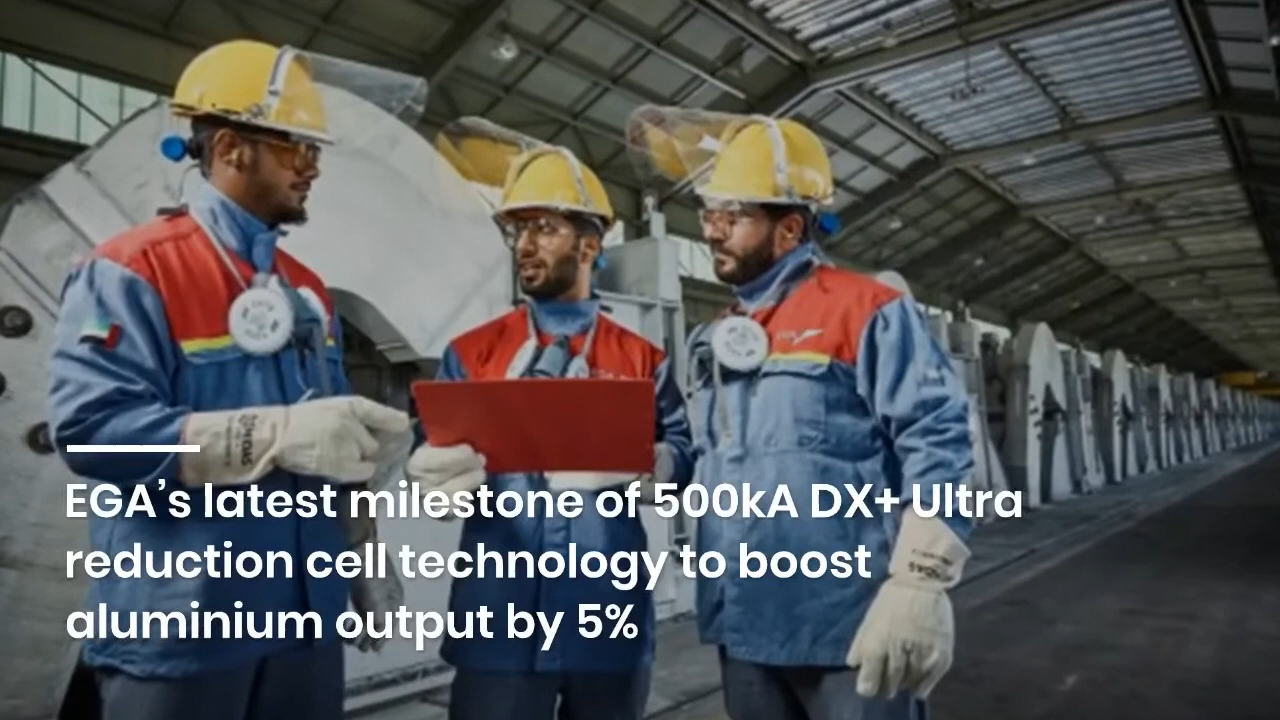 EGA’s latest milestone of 500kA DX+ Ultra
reduction cell technology to boost
aluminium output by 5%